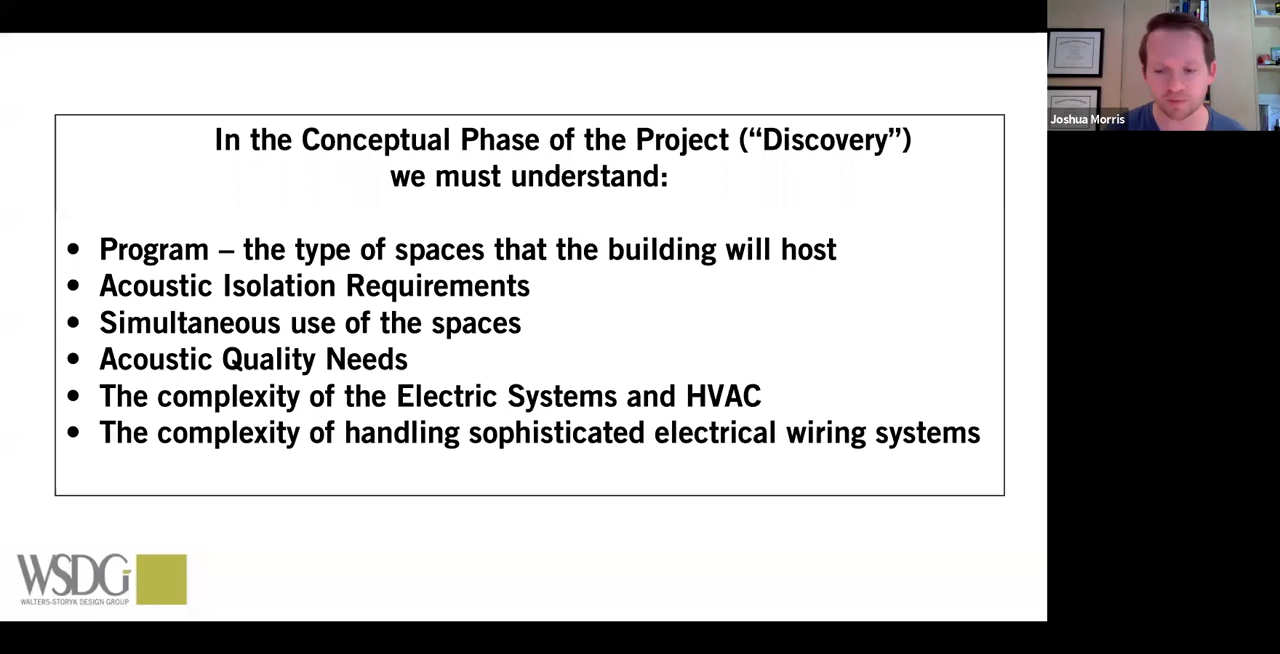 In the Conceptual Phase of the Project (“Discovery”)
we must understand:
• Program – the type of spaces that the building will host
• Acoustic Isolation Requirements
• Simultaneous use of the spaces
• Acoustic Quality Needs
• The complexity of the Electric Systems and HVAC
• The complexity of handling sophisticated electrical wiring systems
WSDG
WALTERS-STORYK DESIGN GROUP
Joshua Morris